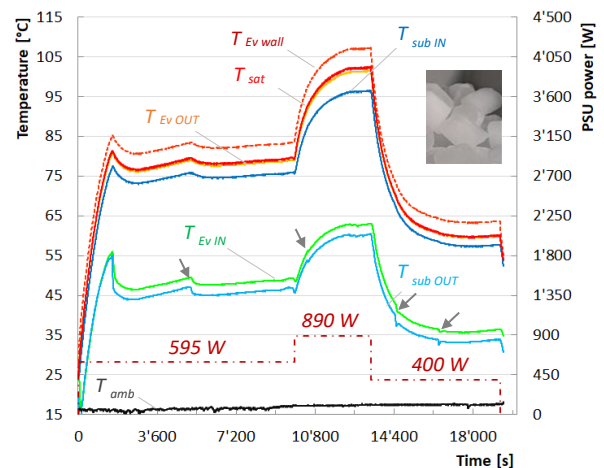 Temperature [°C]
PSU power [W]
115
105
95
85
75
65
55
45
35
25
15
4'500
4'050
3'600
3'150
2'700
2'250
1'800
1'350
900
450
0
T Ev wall
T sub IN
T sat
T Ev OUT
T Ev IN
T sub OUT
890 W
595 W
400 W
T amb
0
3'600
7'200
10'800
14'400
18'000
Time [s]